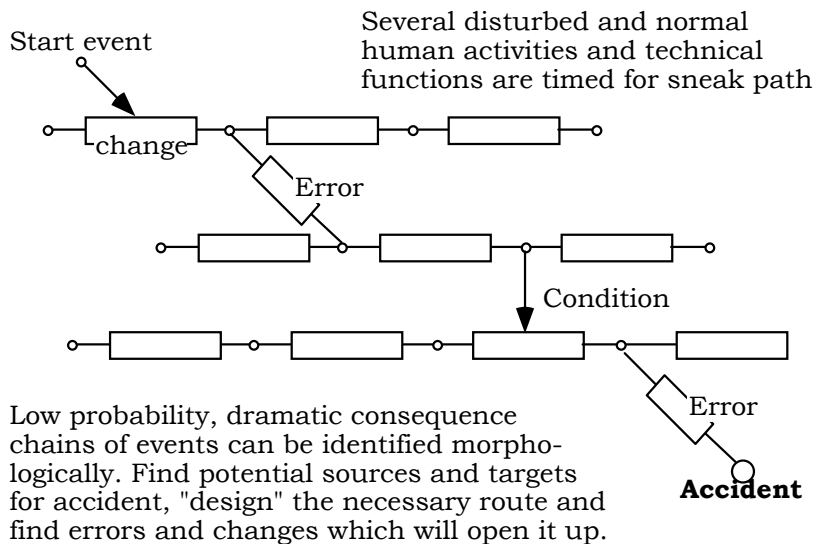 Several disturbed and normal
human activities and technical
functions are timed for sneak path
Start event
change
Error
Condition
Error
Accident
Low probability, dramatic consequence
chains of events can be identified morpho-
logically. Find potential sources and targets
for accident, "design" the necessary route and
find errors and changes which will open it up.